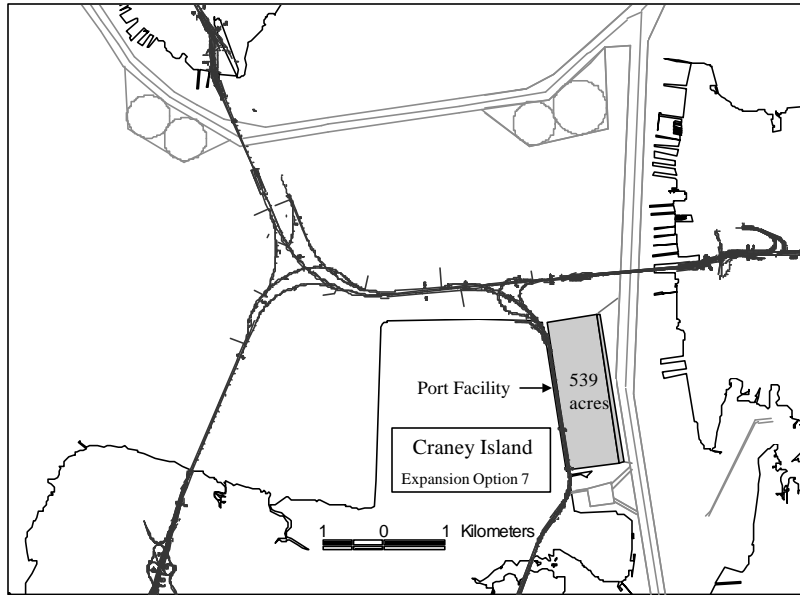 539
Port Facility
acres
Craney Island
Expansion Option 7
1 0 1 Kilometers